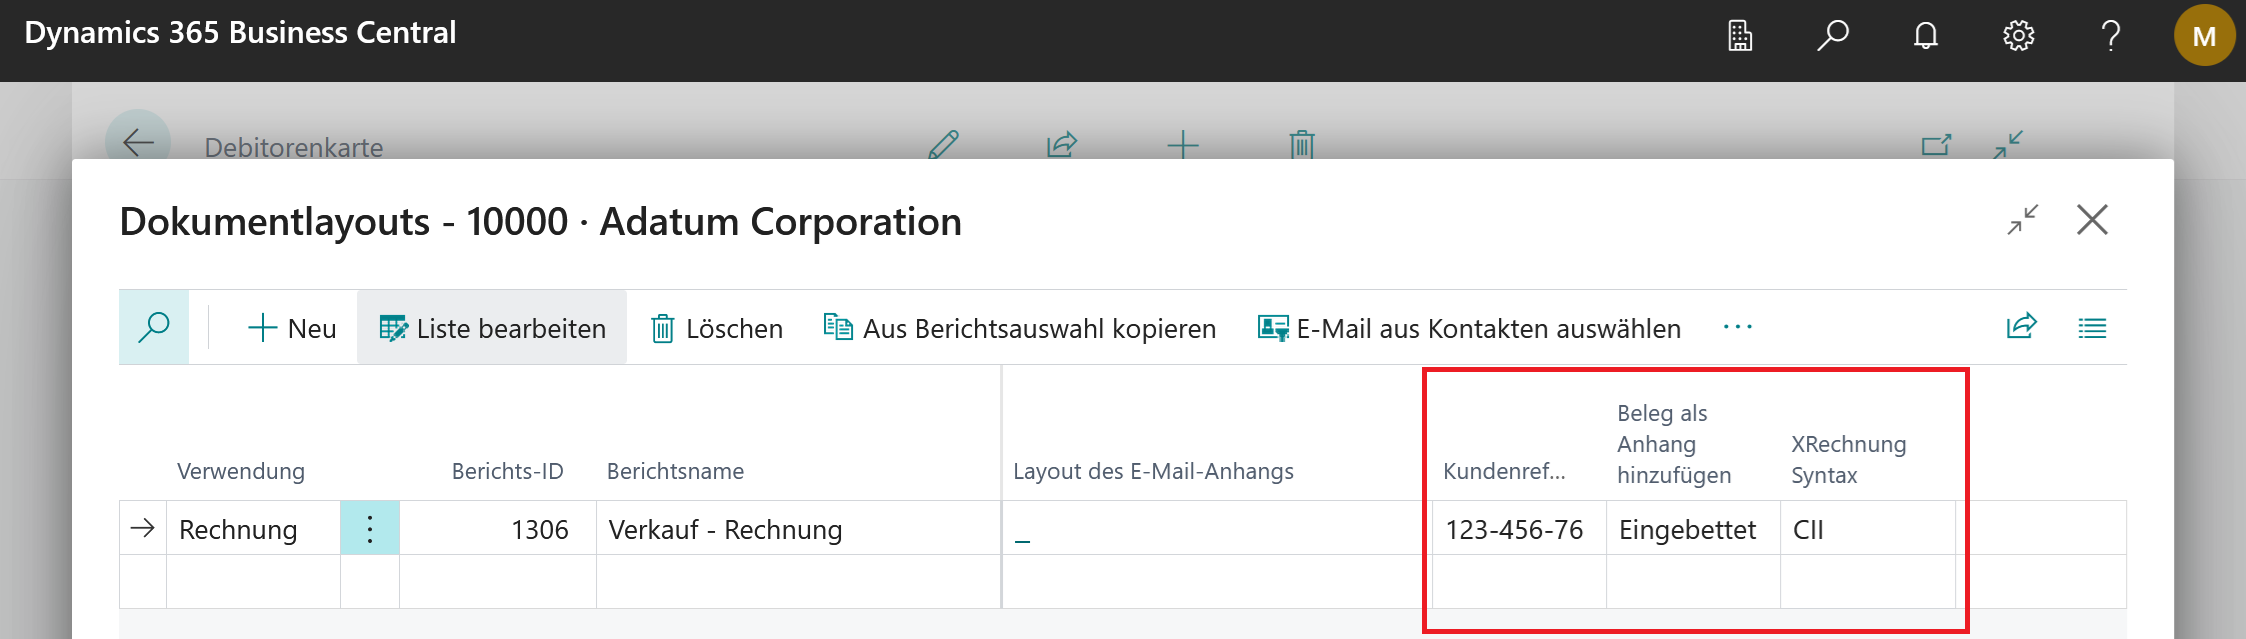 Dynamics 365 Business Central
M
Debitorenkarte
Dokumentlayouts - 10000 · Adatum Corporation
Neu
Liste bearbeiten
Löschen
Aus Berichtsauswahl kopieren
E-Mail aus Kontakten auswählen
Verwendung
Berichts-ID
Berichtsname
Layout des E-Mail-Anhangs
Kundenref...
Beleg als
Anhang
hinzufügen
XRechnung
Syntax
Rechnung
1306
Verkauf - Rechnung
_
123-456-76
Eingebettet
CII